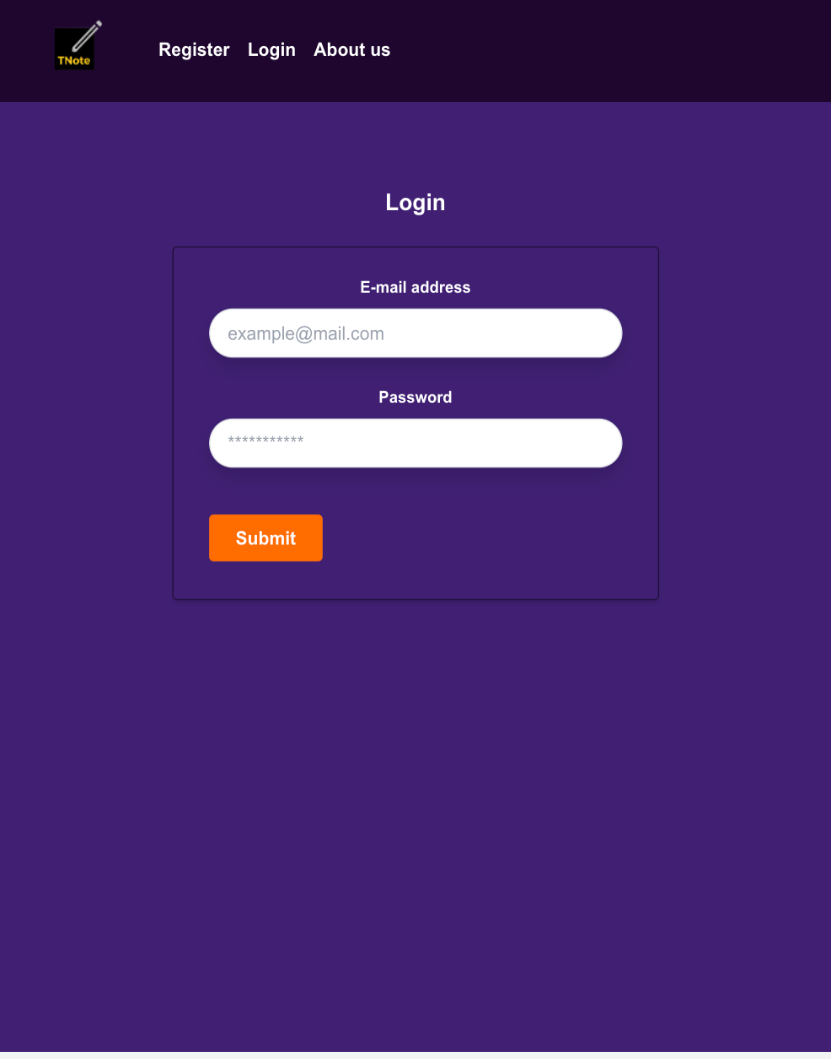 TNote
Register Login About us
Login
E-mail address
example@mail.com
Password
***********
Submit